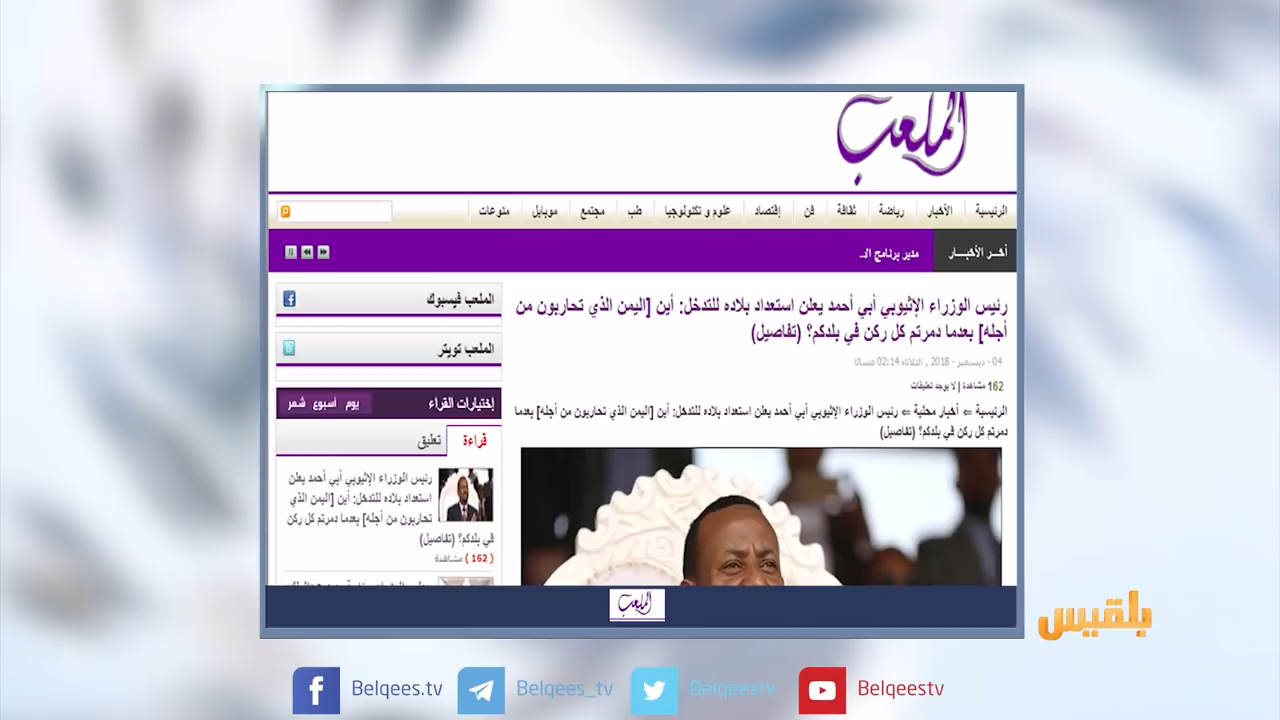 الملعب
الرئيسية
الأخبار
رياضة
ثقافة
فن
إقتصاد
علوم و تكنولوجيا
طب
مجتمع
موبايل
منوعات
أخـر الأخبـــار
مدير برنامج الـ..
رئيس الوزراء الإثيوبي أبي أحمد يعلن استعداد بلاده للتدخل: أين [اليمن الذي تحاربون من
أجله] بعدما دمرتم كل ركن في بلدكم؟ (تفاصيل)
04 - ديسمبر - 2018 , الثلاثاء 02:14 مساءا
162 مشاهدة | لا يوجد تعليقات
الرئيسية ⇐ أخبار محلية ⇐ رئيس الوزراء الإثيوبي أبي أحمد يعلن استعداد بلاده للتدخل: أين [اليمن الذي تحاربون من أجله] بعدما
دمرتم كل ركن في بلدكم؟ (تفاصيل)
الملعب فيسبوك
الملعب تويتر
إختيارات القراء
يوم
أسبوع
شهر
قراءة
تعليق
رئيس الوزراء الإثيوبي أبي أحمد يعلن
استعداد بلاده للتدخل: أين [اليمن الذي
تحاربون من أجله] بعدما دمرتم كل ركن
في بلدكم؟ (تفاصيل)
( 162 ) مشاهدة
الملعب
بلقيس
Belqees.tv
Belqees_tv
Belqeestv
Belqeestv